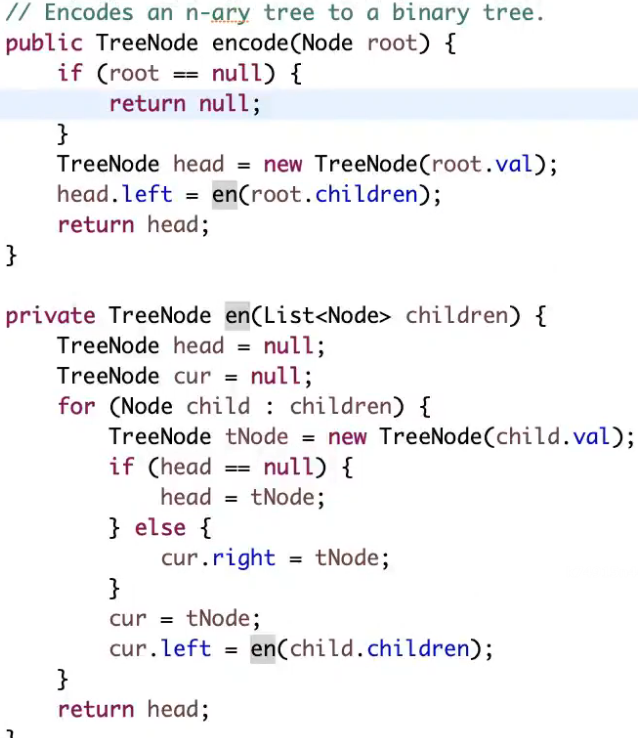 // Encodes an n-ary tree to a binary tree.
public TreeNode encode(Node root) {
    if (root == null) {
        return null;
    }
    TreeNode head = new TreeNode(root.val);
    head.left = en(root.children);
    return head;
}

private TreeNode en(List<Node> children) {
    TreeNode head = null;
    TreeNode cur = null;
    for (Node child : children) {
        TreeNode tNode = new TreeNode(child.val);
        if (head == null) {
            head = tNode;
        } else {
            cur.right = tNode;
        }
        cur = tNode;
        cur.left = en(child.children);
    }
    return head;
}